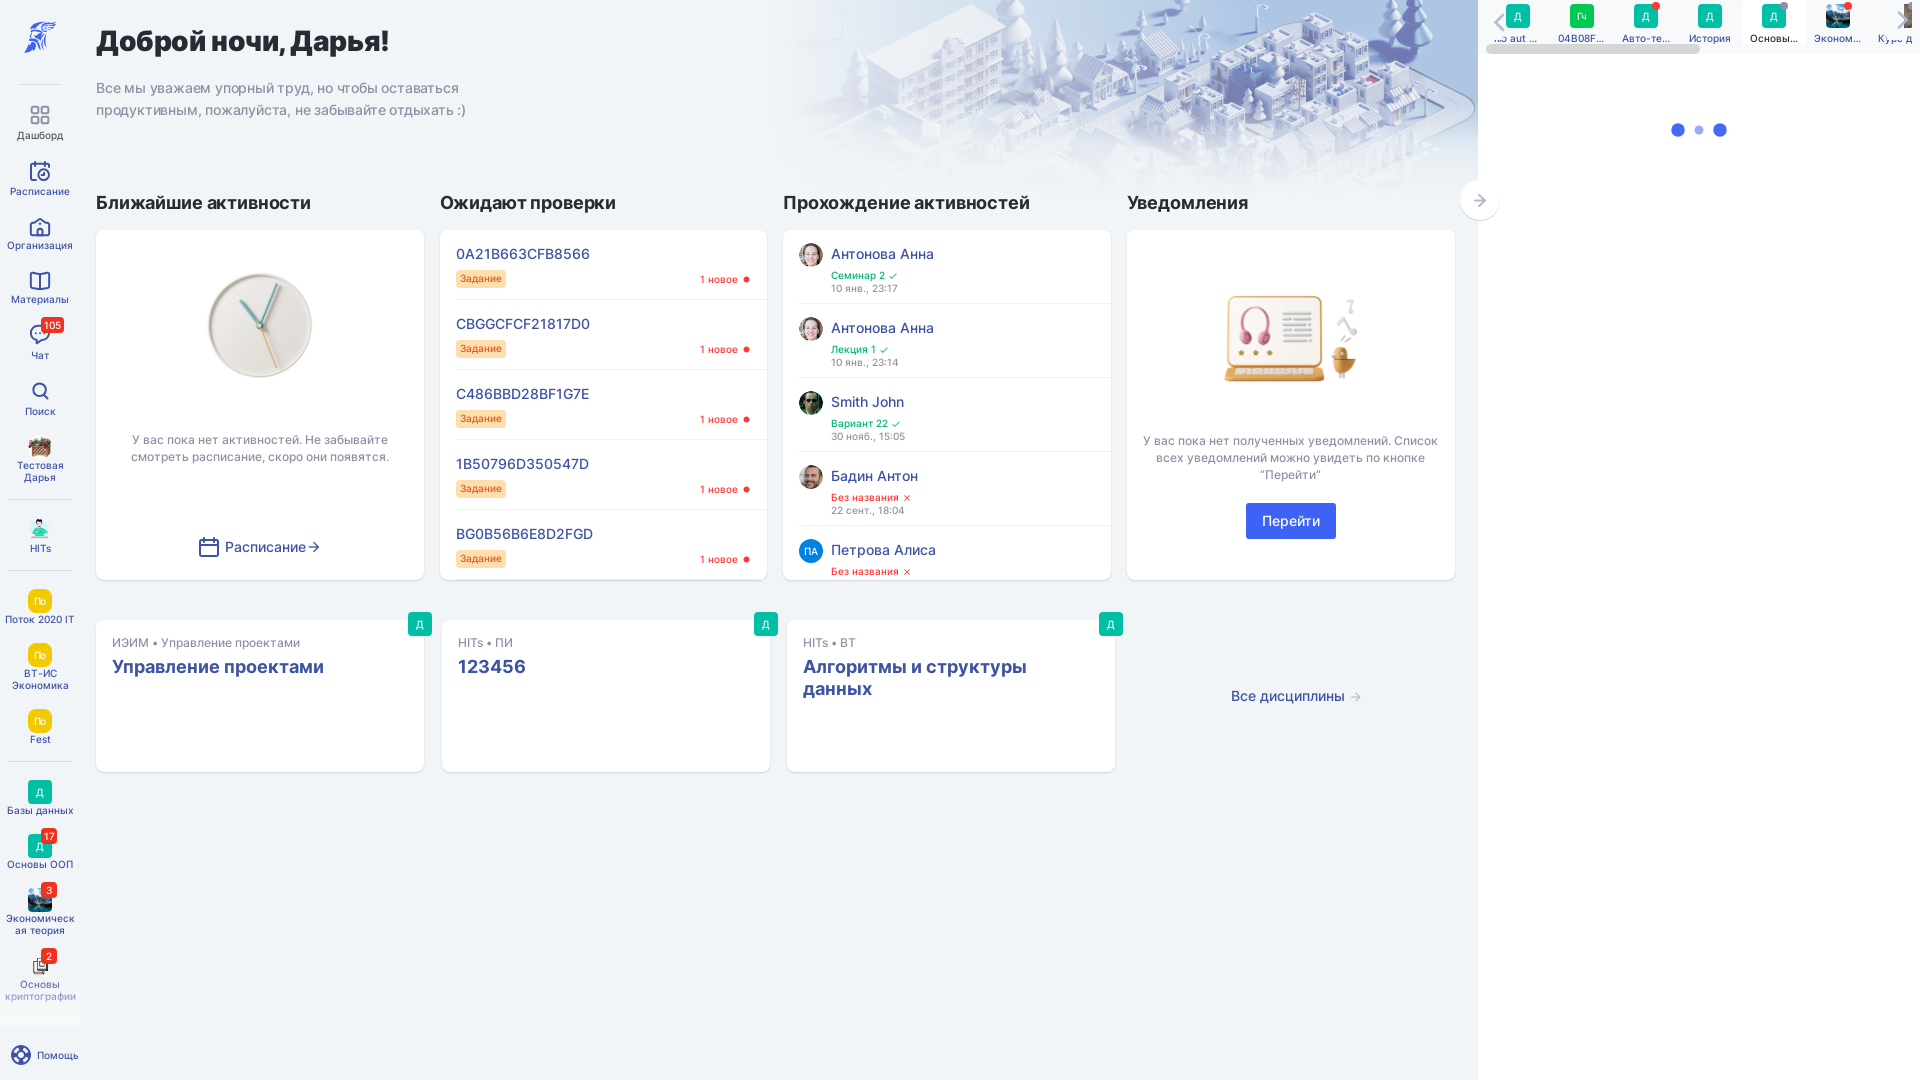 Дашборд
Расписание
Организация
Материалы
105
Чат
Поиск
Тестовая
Дарья
HITs
По
Поток 2020 IT
По
ВТ-ИС
Экономика
По
Fest
Д
Базы данных
17
Д
Основы ООП
3
Экономическ
ая теория
2
Основы
криптографии
Помощь
Доброй ночи, Дарья!
Все мы уважаем упорный труд, но чтобы оставаться
продуктивным, пожалуйста, не забывайте отдыхать :)
Ближайшие активности
У вас пока нет активностей. Не забывайте
смотреть расписание, скоро они появятся.
Расписание
Ожидают проверки
0A21B663CFB8566
Задание
1 новое
CBGGCFCF21817D0
Задание
1 новое
C486BBD28BF1G7E
Задание
1 новое
1B50796D350547D
Задание
1 новое
BG0B56B6E8D2FGD
Задание
1 новое
Прохождение активностей
Антонова Анна
Семинар 2
10 янв., 23:17
Антонова Анна
Лекция 1
10 янв., 23:14
Smith John
Вариант 22
30 нояб., 15:05
Бадин Антон
Без названия
22 сент., 18:04
ПА
Петрова Алиса
Без названия
Уведомления
У вас пока нет полученных уведомлений. Список
всех уведомлений можно увидеть по кнопке
“Перейти”
Перейти
Д
ИЭИМ • Управление проектами
Управление проектами
Д
HITs • ПИ
123456
Д
HITs • ВТ
Алгоритмы и структуры
данных
Все дисциплины
Д
aut ...
Гч
04B08F...
Д
Авто-те...
Д
История
Д
Основы...
Эконом...
Курс д